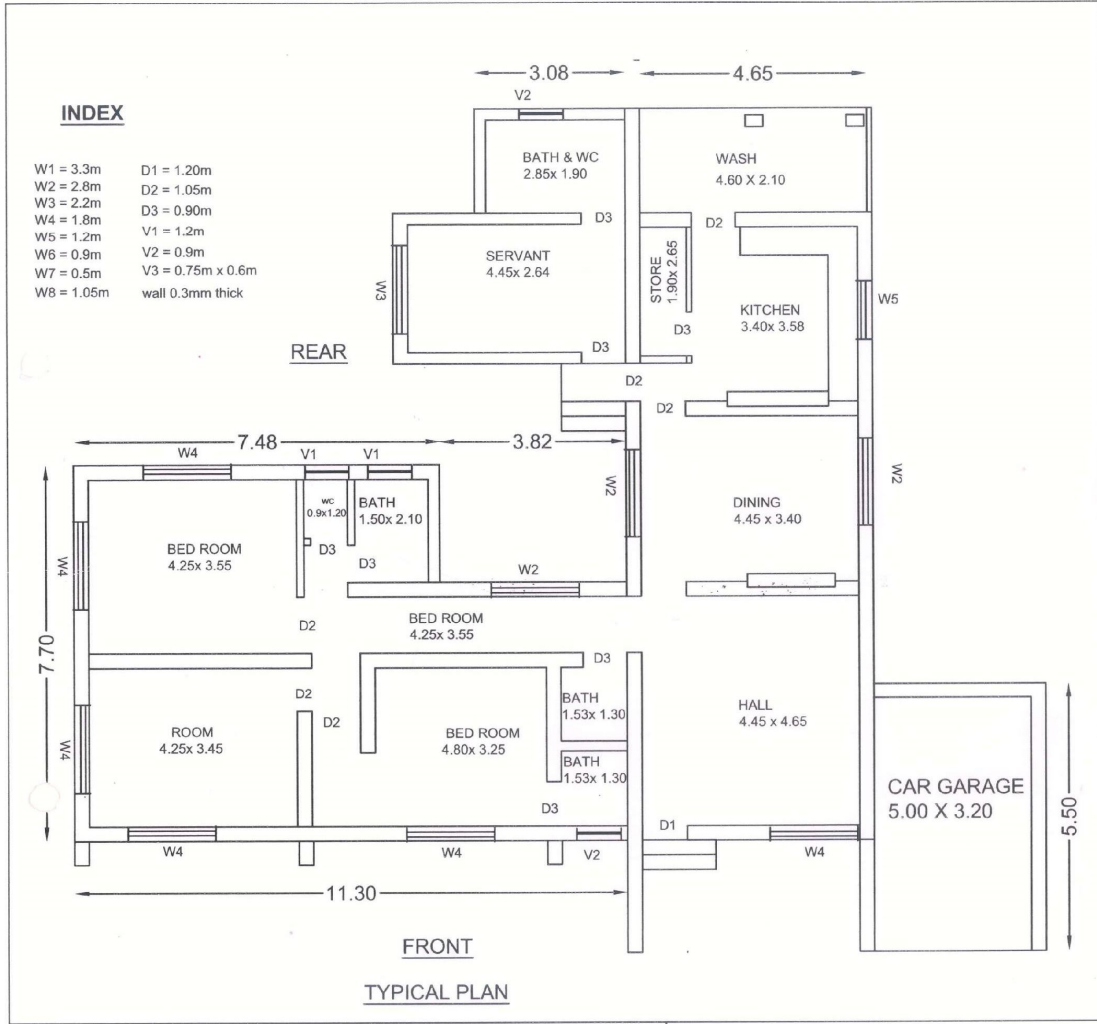 3.08
4.65
V2
INDEX
W1 = 3.3m
W2 = 2.8m
W3 = 2.2m
W4 = 1.8m
W5 = 1.2m
W6 = 0.9m
W7 = 0.5m
W8 = 1.05m
D1 = 1.20m
D2 = 1.05m
D3 = 0.90m
V1 = 1.2m
V2 = 0.9m
V3 = 0.75m x 0.6m
wall 0.3mm thick
BATH & WC
2.85x 1.90
WASH
4.60 X 2.10
D3
D2
SERVANT
4.45x 2.64
W3
STORE
1.90x 2.65
KITCHEN
3.40x 3.58
W5
D3
D3
REAR
D2
D2
7.48
3.82
W4
V1
V1
W2
W2
WC
0.9x1.20
BATH
1.50x 2.10
DINING
4.45 x 3.40
BED ROOM
4.25x 3.55
D3
D3
W4
W2
D2
BED ROOM
4.25x 3.55
7.70
D3
D2
D2
BATH
1.53x 1.30
HALL
4.45 x 4.65
ROOM
4.25x 3.45
BED ROOM
4.80x 3.25
W4
BATH
1.53x 1.30
CAR GARAGE
5.00 X 3.20
5.50
D3
D1
W4
W4
V2
W4
11.30
FRONT
TYPICAL PLAN